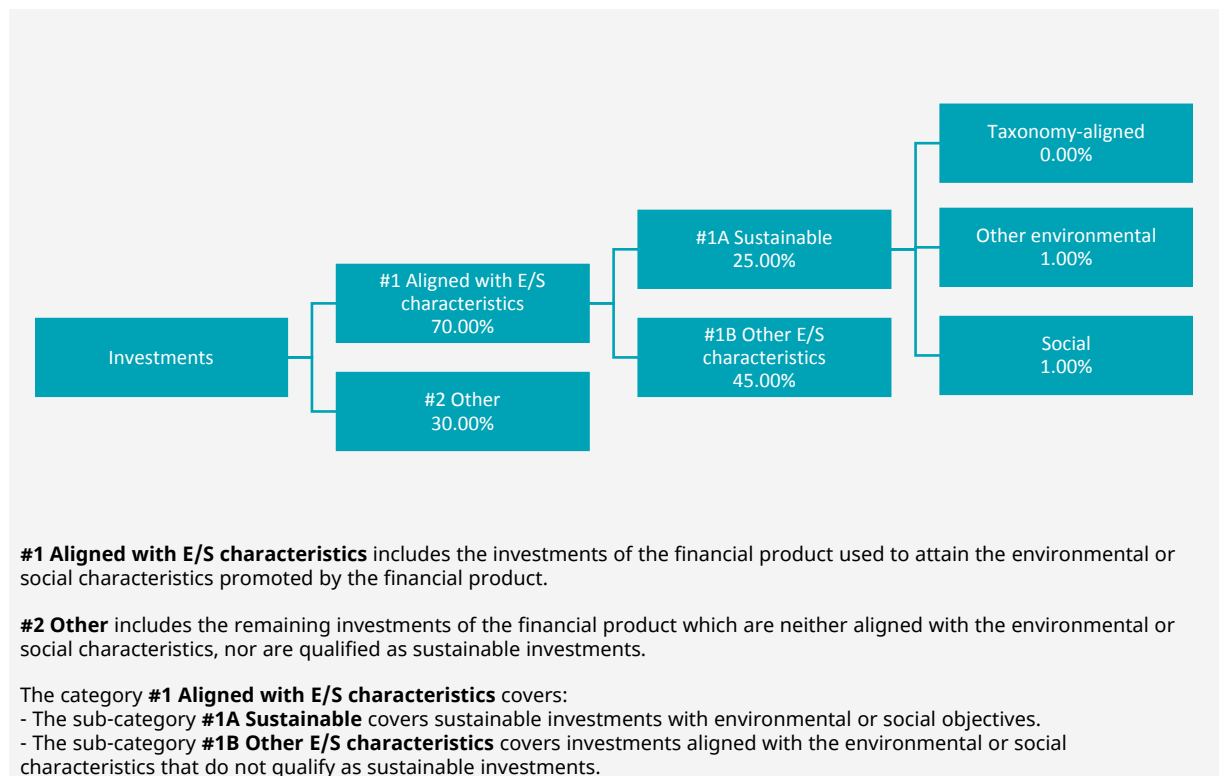 Investments
#1 Aligned with E/S
characteristics
70.00%
#2 Other
30.00%
#1A Sustainable
25.00%
#1B Other E/S
characteristics
45.00%
Taxonomy-aligned
0.00%
Other environmental
1.00%
Social
1.00%
#1 Aligned with E/S characteristics includes the investments of the financial product used to attain the environmental or
social characteristics promoted by the financial product.
#2 Other includes the remaining investments of the financial product which are neither aligned with the environmental or
social characteristics, nor are qualified as sustainable investments.
The category #1 Aligned with E/S characteristics covers:
- The sub-category #1A Sustainable covers sustainable investments with environmental or social objectives.
- The sub-category #1B Other E/S characteristics covers investments aligned with the environmental or social
characteristics that do not qualify as sustainable investments.